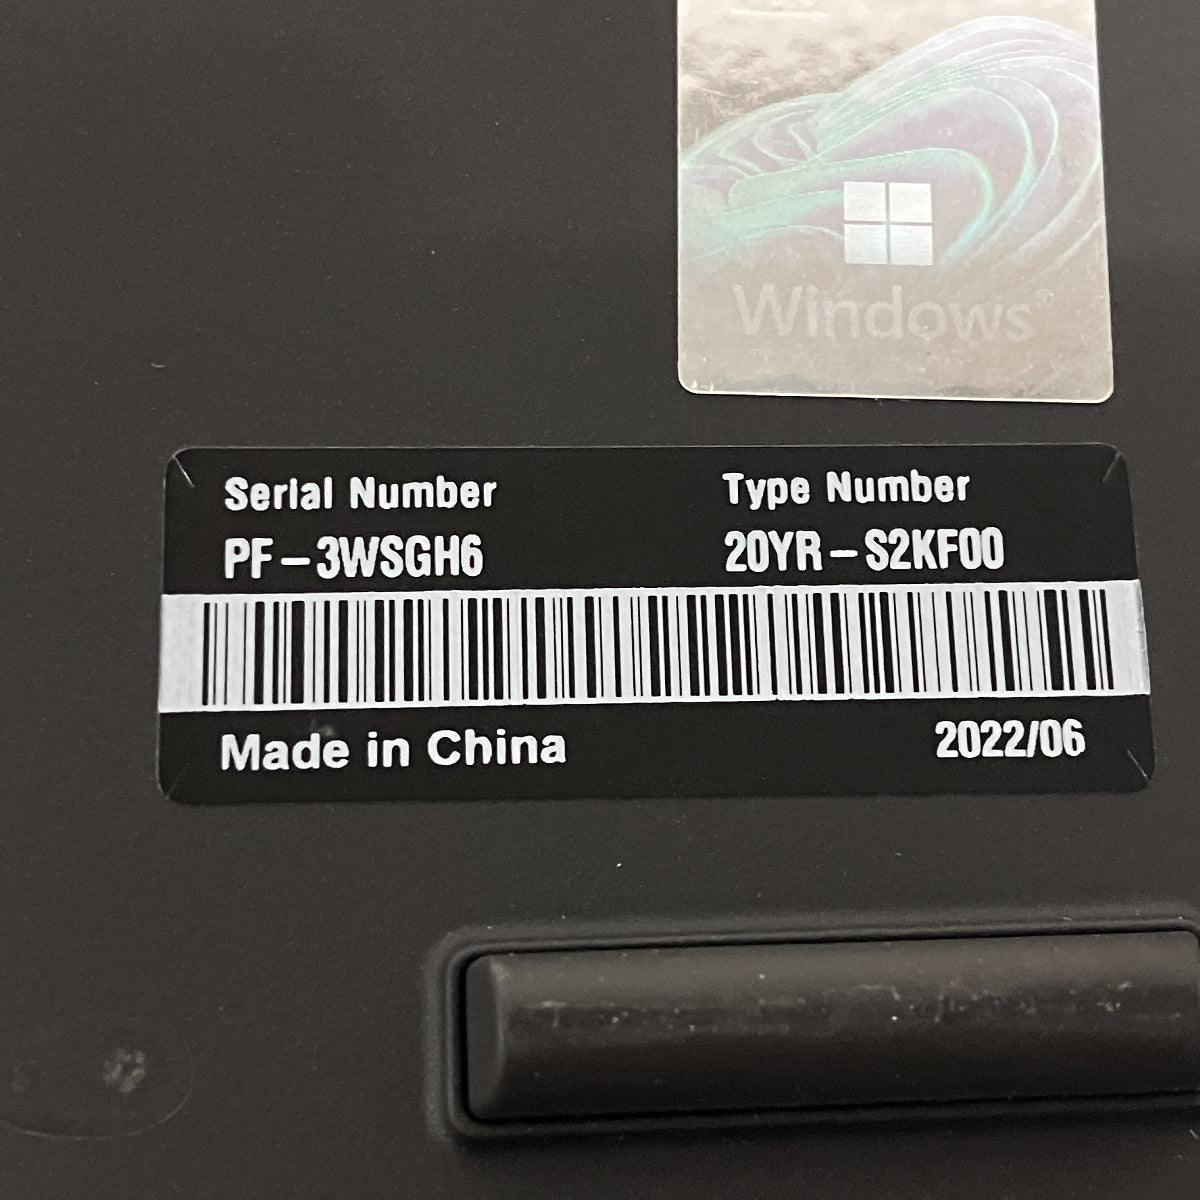 Windows®
Serial Number
Type Number
PF-3WSGH6
20YR-S2KF00
Made in China
2022/06